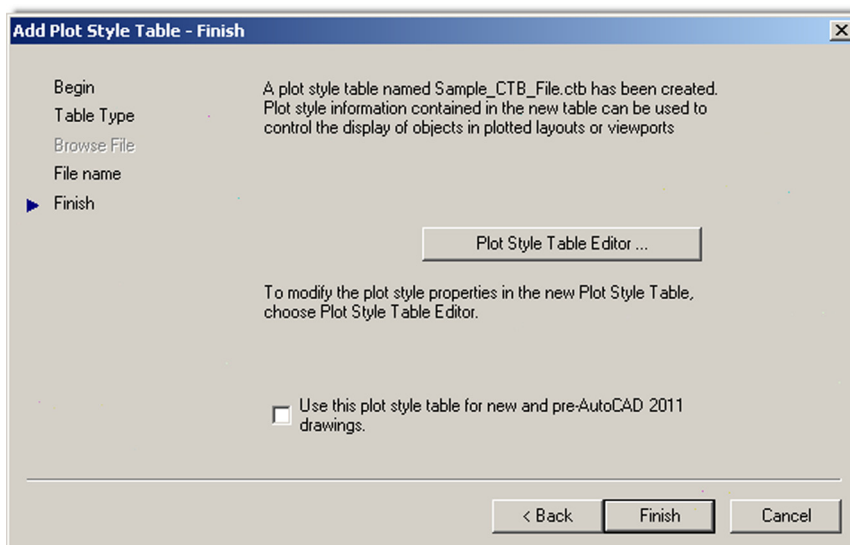 Add Plot Style Table - Finish
Begin
Table Type
Browse File
File name
Finish
A plot style table named Sample_CTB_File.ctb has been created.
Plot style information contained in the new table can be used to
control the display of objects in plotted layouts or viewports
Plot Style Table Editor ...
To modify the plot style properties in the new Plot Style Table,
choose Plot Style Table Editor.
Use this plot style table for new and pre-AutoCAD 2011
drawings.
< Back
Finish
Cancel